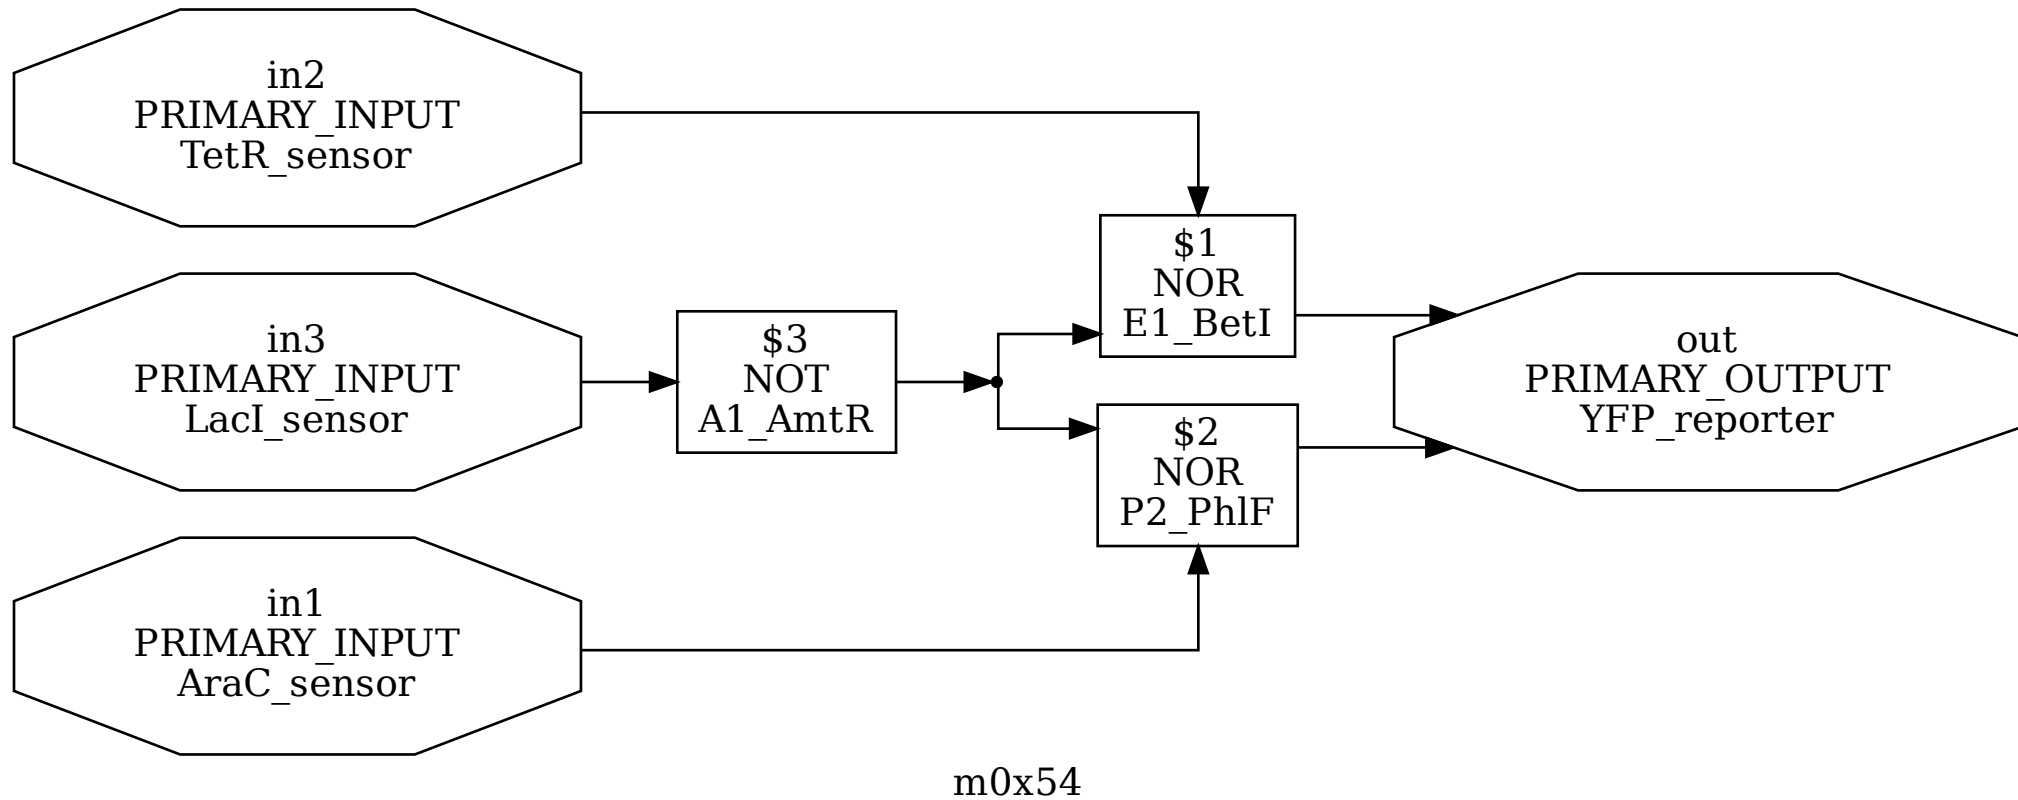 in2
PRIMARY_INPUT
TetR_sensor
in3
PRIMARY_INPUT
LacI_sensor
in1
PRIMARY_INPUT
AraC_sensor
$3
NOT
A1_AmtR
$1
NOR
E1_BetI
$2
NOR
P2_PhlF
out
PRIMARY_OUTPUT
YFP_reporter
m0x54